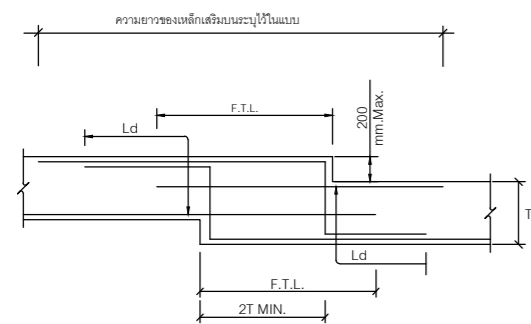 ความยาวของเหล็กเสริมบนระบุไว้ในแบบ
F.T.L.
200
mm.Max.
Ld
T
Ld
F.T.L.
2T MIN.